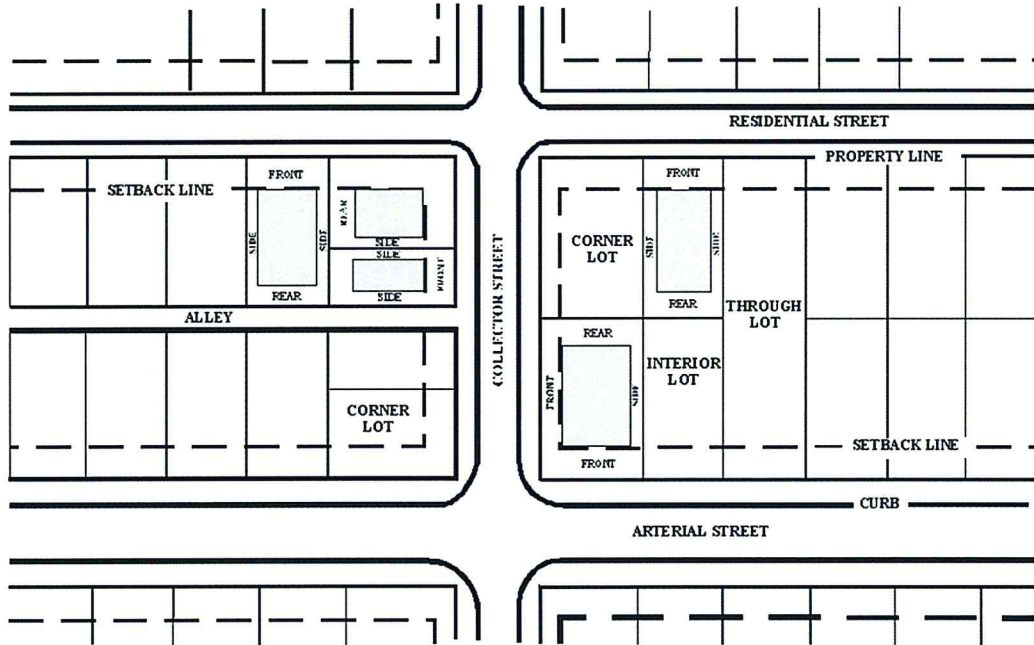 RESIDENTIAL STREET
PROPERTY LINE
SETBACK LINE
FRONT
SIDE
SIDE
REAR
REAR
SIDE
SIDE
SIDE
FRONT
ALLEY
CORNER
LOT
COLLECTOR STREET
CORNER
LOT
FRONT
SIDE
SIDE
REAR
THROUGH
LOT
REAR
FRONT
SIDE
FRONT
INTERIOR
LOT
SETBACK LINE
CURB
ARTERIAL STREET